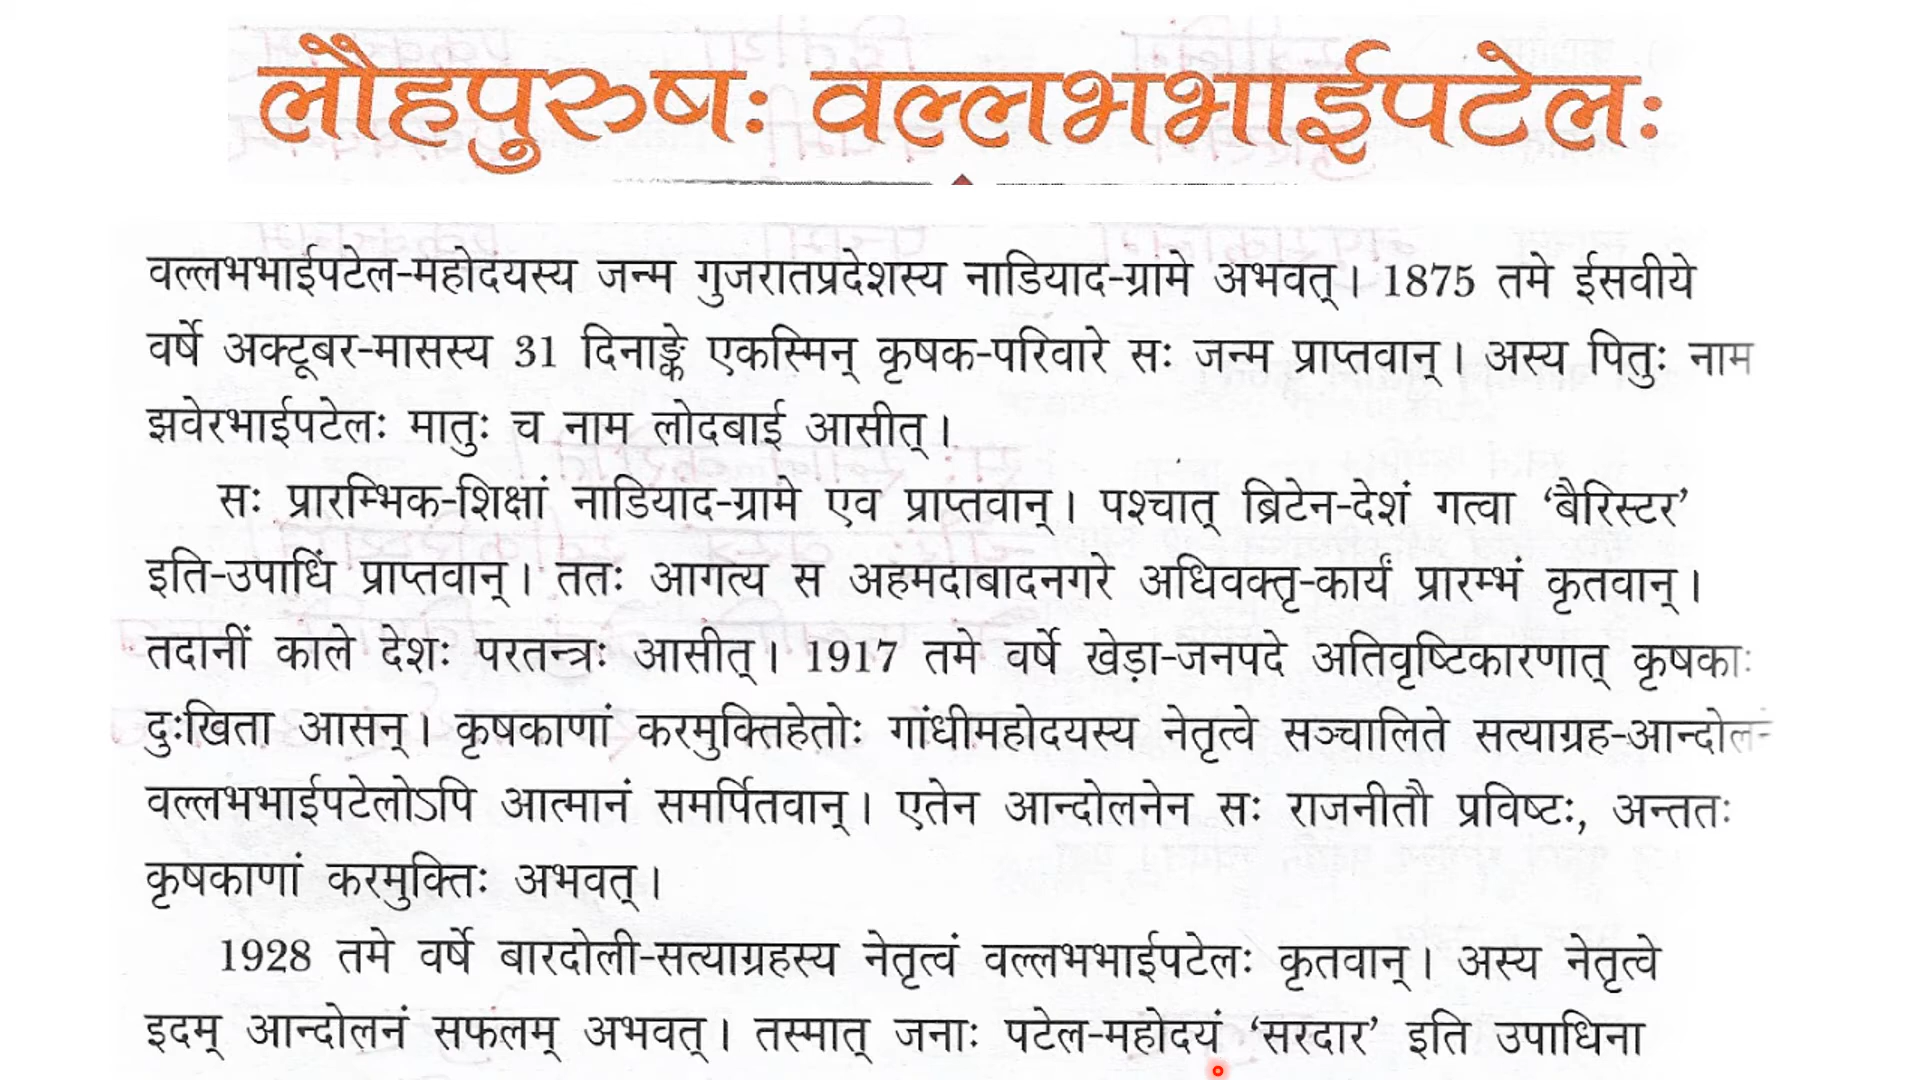 लौहपुरुषः वल्लभभाईपटेलः
वल्लभभाईपटेल-महोदयस्य जन्म गुजरातप्रदेशस्य नाडियाद-ग्रामे अभवत्। 1875 तमे ईसवीये
वर्षे अक्टूबर-मासस्य 31 दिनाङ्के एकस्मिन् कृषक-परिवारे सः जन्म प्राप्तवान्। अस्य पितुः नाम
झवेरभाईपटेलः मातुः च नाम लोदबाई आसीत्।
सः प्रारम्भिक-शिक्षां नाडियाद-ग्रामे एव प्राप्तवान्। पश्चात् ब्रिटेन-देशं गत्वा ‘बैरिस्टर’
इति-उपाधिं प्राप्तवान्। ततः आगत्य स अहमदाबादनगरे अधिवक्तृ-कार्यं प्रारम्भं कृतवान्।
तदानीं काले देशः परतन्त्रः आसीत्। 1917 तमे वर्षे खेड़ा-जनपदे अतिवृष्टिकारणात् कृषकाः
दुःखिता आसन्। कृषकाणां करमुक्तिहेतोः गांधीमहोदयस्य नेतृत्वे सञ्चालिते सत्याग्रह-
वल्लभभाईपटेलोऽपि आत्मानं समर्पितवान्। एतेन आन्दोलनेन सः राजनीतौ प्रविष्टः, अन्ततः
कृषकाणां करमुक्तिः अभवत्।
1928 तमे वर्षे बारदोली-सत्याग्रहस्य नेतृत्वं वल्लभभाईपटेलः कृतवान्। अस्य नेतृत्वे
इदम् आन्दोलनं सफलम् अभवत्। तस्मात् जनाः पटेल-महोदयं ‘सरदार’ इति उपाधिना